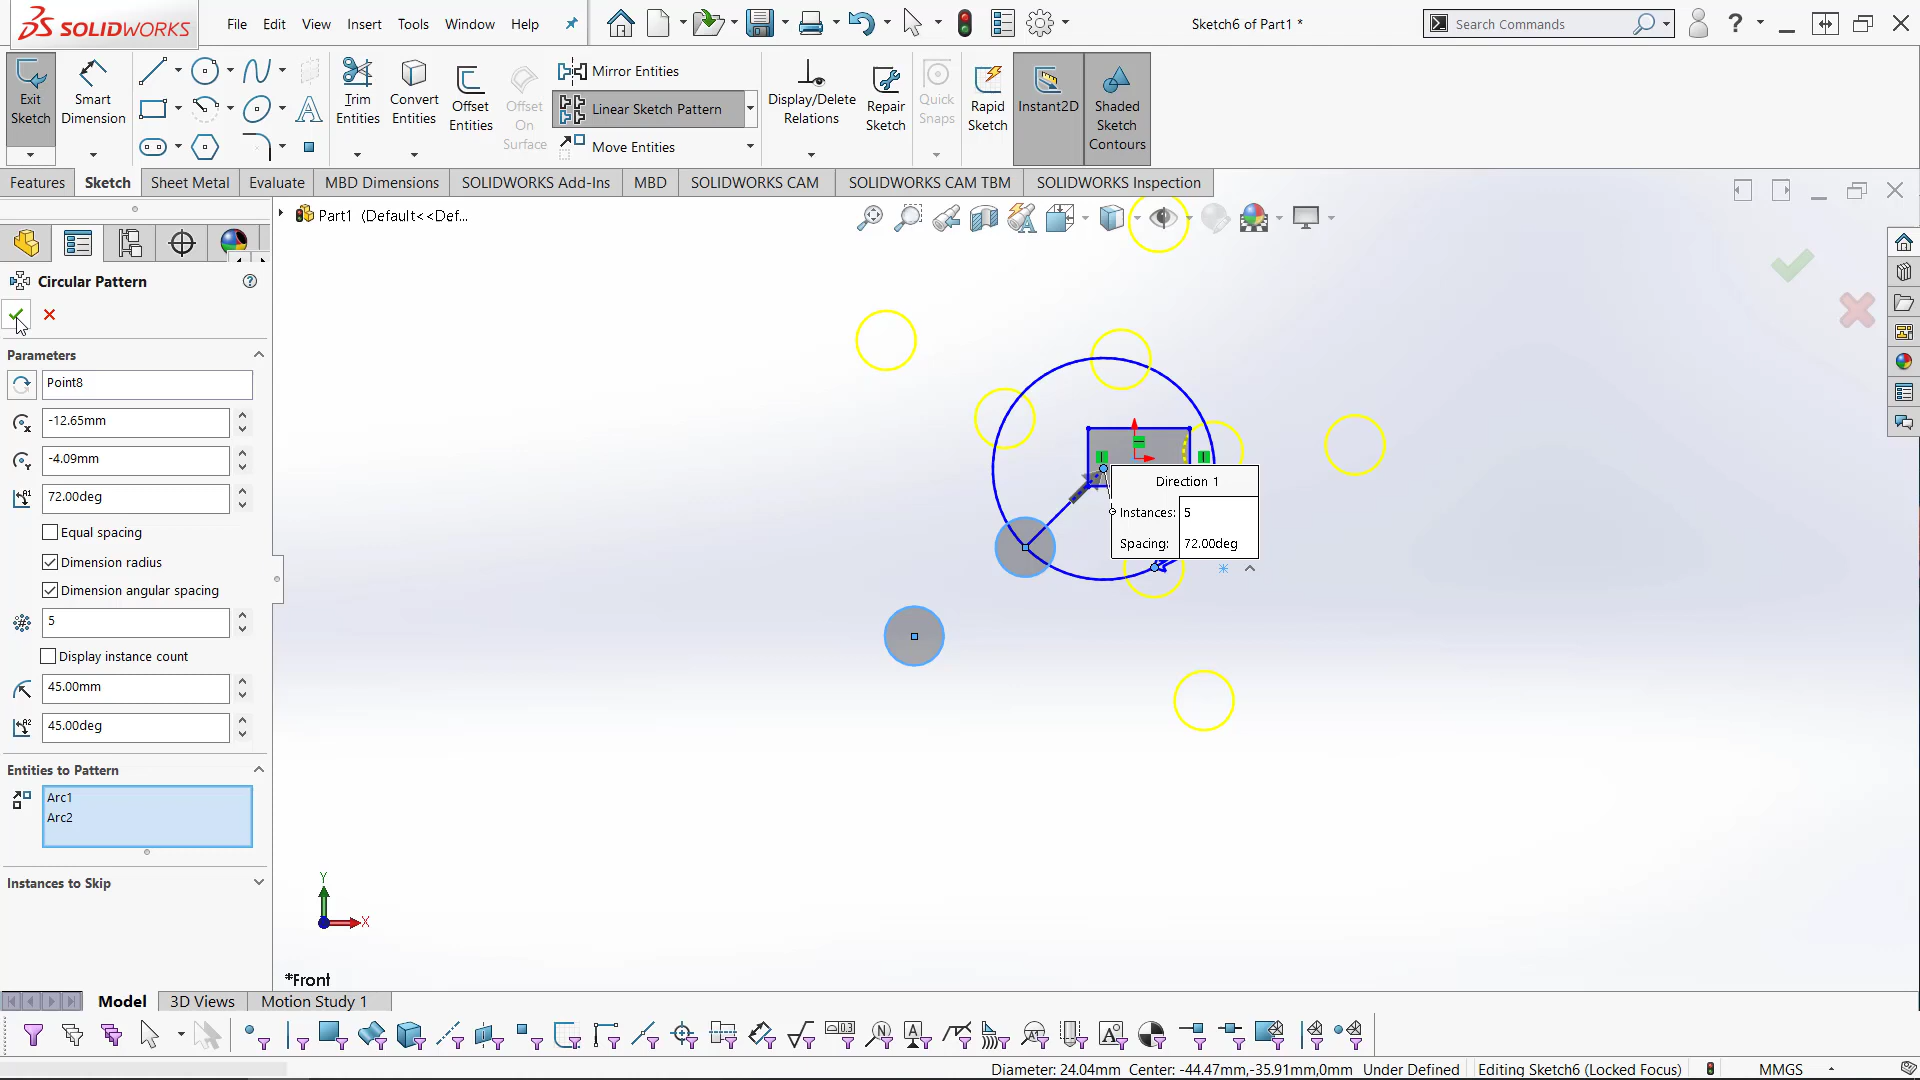 SOLIDWORKS
File Edit View Insert Tools Window Help
Sketch6 of Part1 *
Search Commands
Exit Sketch
Smart Dimension
Trim Entities
Convert Entities
Offset Entities
Offset On Surface
Mirror Entities
Linear Sketch Pattern
Move Entities
Display/Delete Relations
Repair Sketch
Quick Snaps
Rapid Sketch
Instant2D
Shaded Sketch Contours
Features Sketch Sheet Metal Evaluate MBD Dimensions SOLIDWORKS Add-Ins MBD SOLIDWORKS CAM SOLIDWORKS CAM TBM SOLIDWORKS Inspection
Part1 (Default<<Def...
Circular Pattern
Parameters
Point8
-12.65mm
-4.09mm
72.00deg
Equal spacing
Dimension radius
Dimension angular spacing
5
Display instance count
45.00mm
45.00deg
Entities to Pattern
Arc1
Arc2
Instances to Skip
Direction 1
Instances: 5
Spacing: 72.00deg
Y
X
*Front
Model 3D Views Motion Study 1
Diameter: 24.04mm Center: -44.47mm,-35.91mm,0mm Under Defined Editing Sketch6 (Locked Focus) MMGS